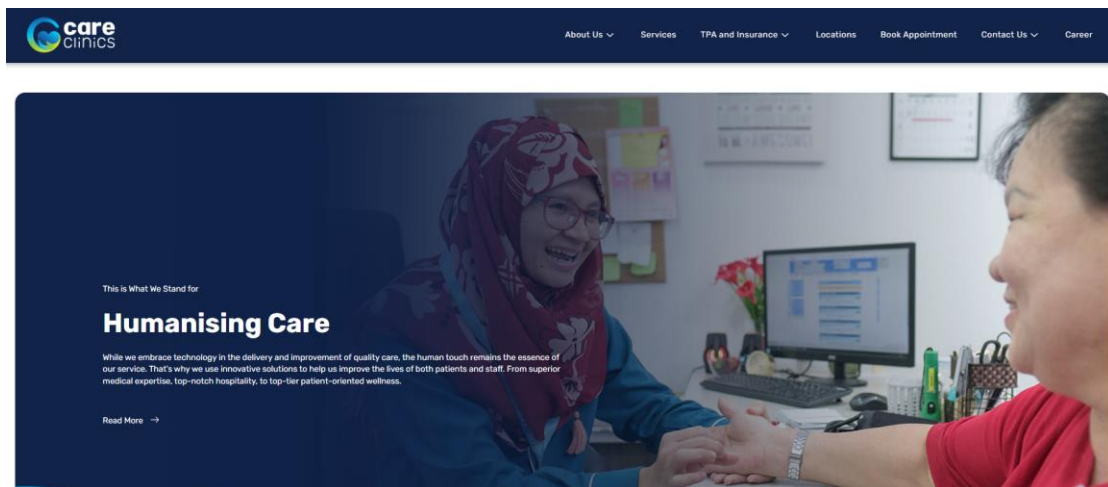 care
CLINICS
About Us
Services
TPA and Insurance
Locations
Book Appointment
Contact Us
Career
This is What We Stand for
Humanising Care
While we embrace technology in the delivery and improvement of quality care, the human touch remains the essence of
our service. That's why we use innovative solutions to help us improve the lives of both patients and staff. From superior
medical expertise, top-notch hospitality, to top-tier patient-oriented wellness.
Read More →